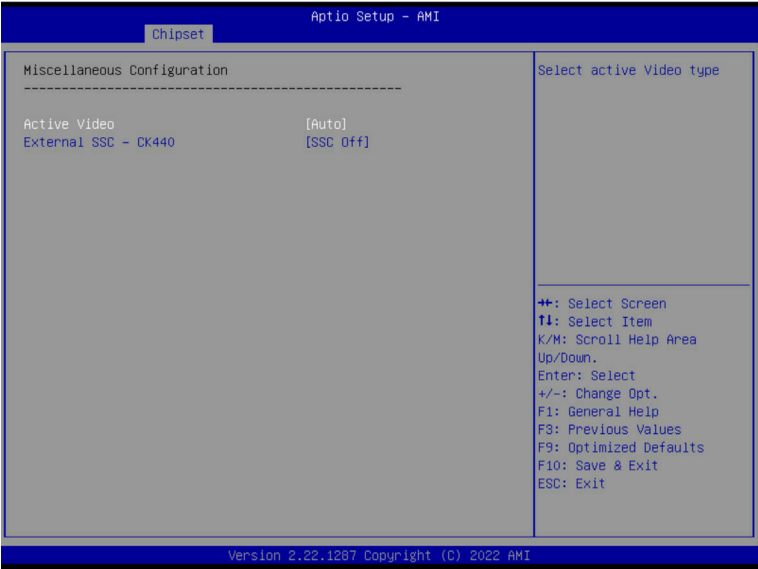 Aptio Setup – AMI
Chipset
Miscellaneous Configuration
--------------------------------------------------
Active Video [Auto]
External SSC – CK440 [SSC Off]
Select active Video type
→←: Select Screen
↑↓: Select Item
K/M: Scroll Help Area
Up/Down.
Enter: Select
+/-: Change Opt.
F1: General Help
F3: Previous Values
F9: Optimized Defaults
F10: Save & Exit
ESC: Exit
Version 2.22.1287 Copyright (C) 2022 AMI